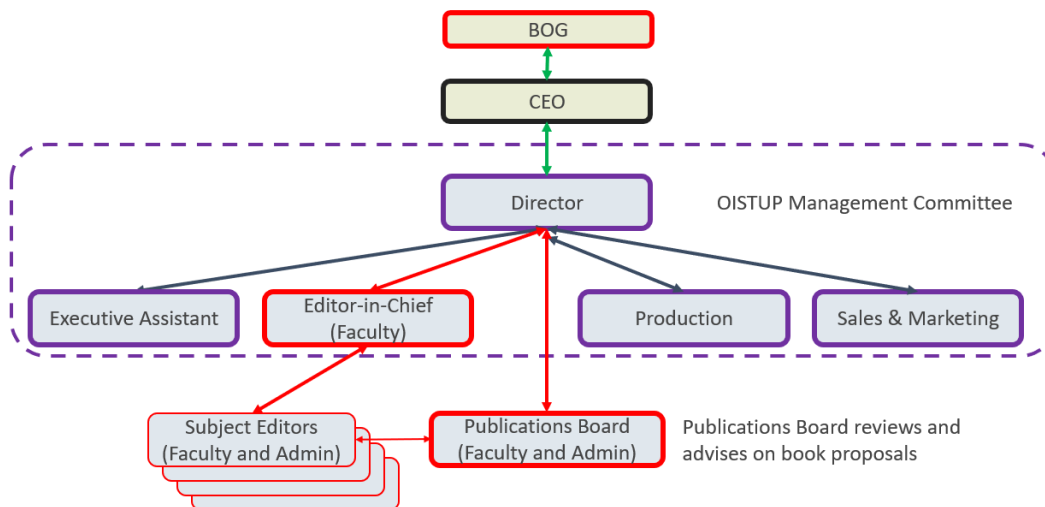 BOG
CEO
Director
OISTUP Management Committee
Executive Assistant
Editor-in-Chief
(Faculty)
Production
Sales & Marketing
Subject Editors
(Faculty and Admin)
Publications Board
(Faculty and Admin)
Publications Board reviews and
advises on book proposals